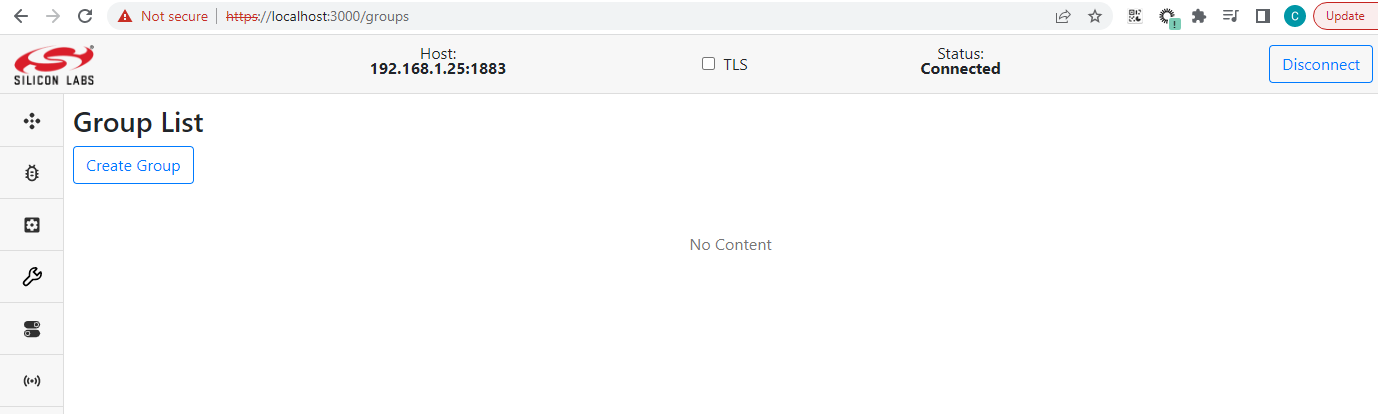 Not secure https://localhost:3000/groups
Update
SILICON LABS
Host:
192.168.1.25:1883
TLS
Status:
Connected
Disconnect
Group List
Create Group
No Content
C